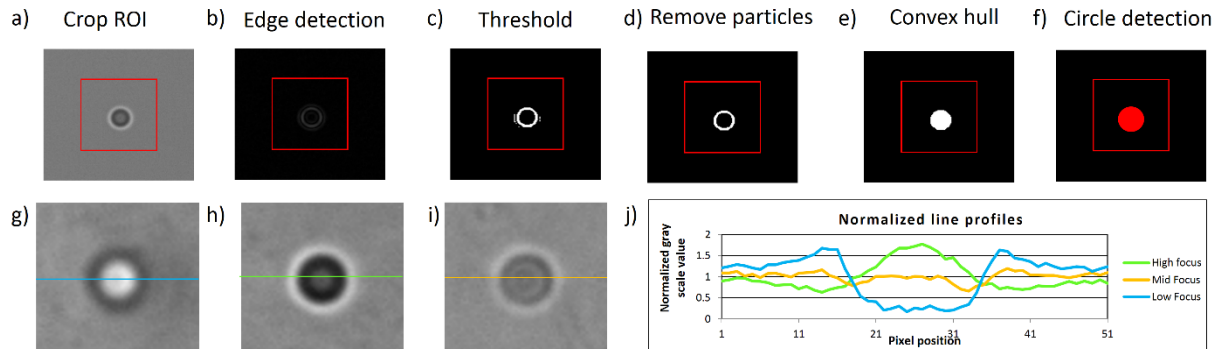 a) Crop ROI
b) Edge detection
c) Threshold
d) Remove particles
e) Convex hull
f) Circle detection
g)
h)
i)
j)
Normalized line profiles
Normalized gray
scale value
2
1.5
1
0.5
0
1 11 21 31 41 51
Pixel position
High focus
Mid Focus
Low Focus